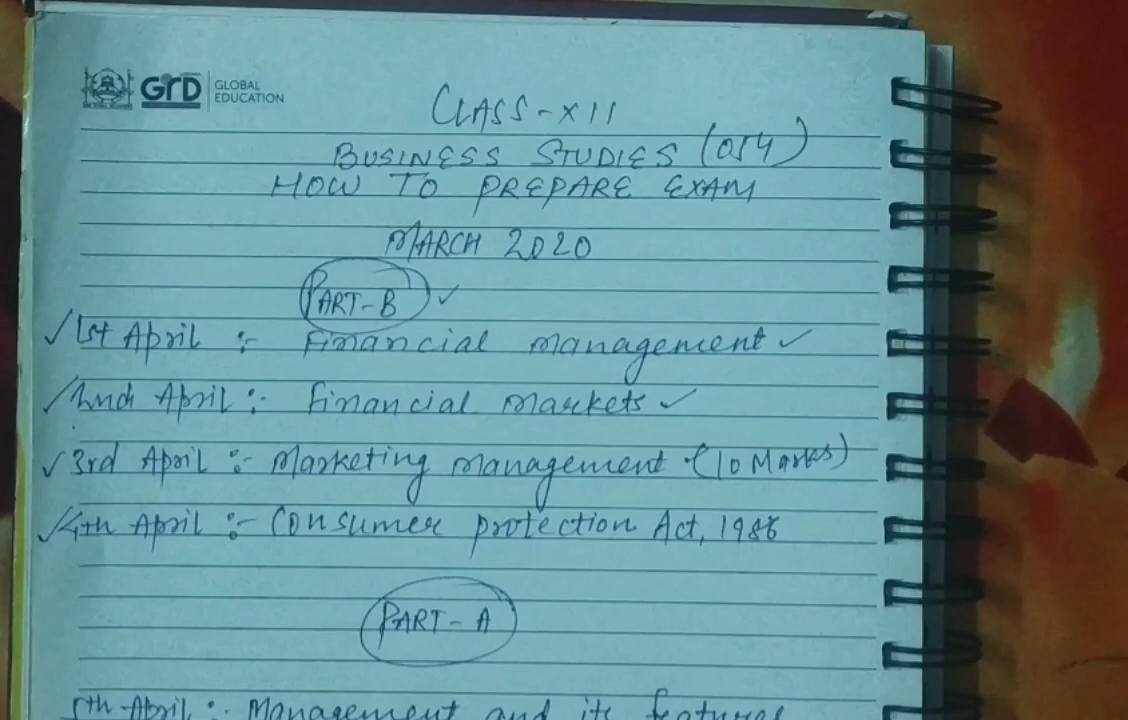 GrD GLOBAL EDUCATION
CLASS-XII
BUSINESS STUDIES (054)
HOW TO PREPARE EXAM
MARCH 2020
PART-B ✓
✓ 1st April :- Financial management ✓
✓ 2nd April :- Financial markets ✓
✓ 3rd April :- Marketing management - (10 Marks)
✓ 4th April :- Consumer protection Act, 1986
PART-A
5th April :- Management and its features